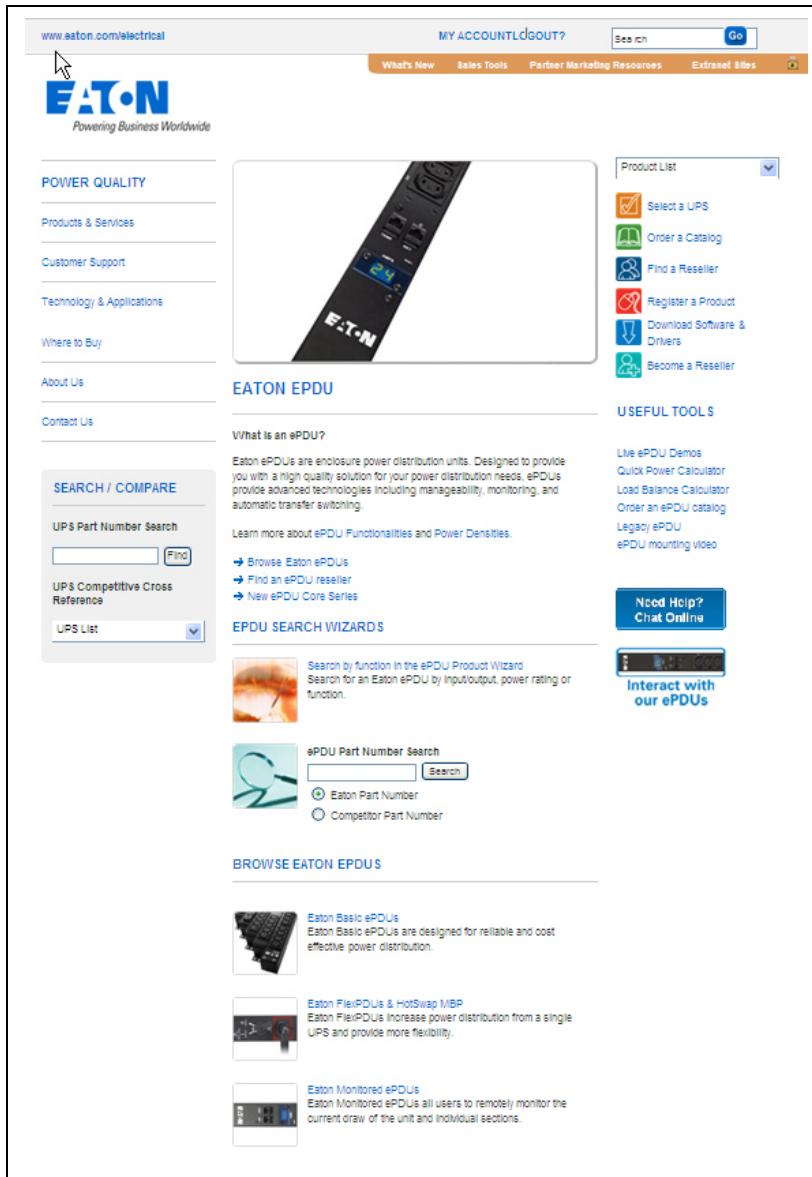 www.eaton.com/electrical
MY ACCOUNT LOGOUT?
Search
Go
What's New
Sales Tools
Partner Marketing Resources
Extranet Sites
EATON
Powering Business Worldwide
POWER QUALITY
Products & Services
Customer Support
Technology & Applications
Where to Buy
About Us
Contact Us
SEARCH / COMPARE
UPS Part Number Search
Find
UPS Competitive Cross
Reference
UPS List
24
EATON
EATON EPDU
What is an ePDU?
Eaton ePDUs are enclosure power distribution units. Designed to provide
you with a high quality solution for your power distribution needs, ePDUs
provide advanced technologies including manageability, monitoring, and
automatic transfer switching.
Learn more about ePDU Functionalities and Power Densities.
Browse Eaton ePDUs
Find an ePDU reseller
New ePDU Core Series
EPDU SEARCH WIZARDS
Search by function in the ePDU Product Wizard
Search for an Eaton ePDU by input/output, power rating or
function.
ePDU Part Number Search
Search
Eaton Part Number
Competitor Part Number
BROWSE EATON EPDUS
Eaton Basic ePDUs
Eaton Basic ePDUs are designed for reliable and cost
effective power distribution.
Eaton FlexPDUs & HotSwap MBP
Eaton FlexPDUs increase power distribution from a single
UPS and provide more flexibility.
Eaton Monitored ePDUs
Eaton Monitored ePDUs all users to remotely monitor the
current draw of the unit and individual sections.
Product List
Select a UPS
Order a Catalog
Find a Reseller
Register a Product
Download Software &
Drivers
Become a Reseller
USEFUL TOOLS
Live ePDU Demos
Quick Power Calculator
Load Balance Calculator
Order an ePDU catalog
Legacy ePDU
ePDU mounting video
Need Help?
Chat Online
Interact with
our ePDUs